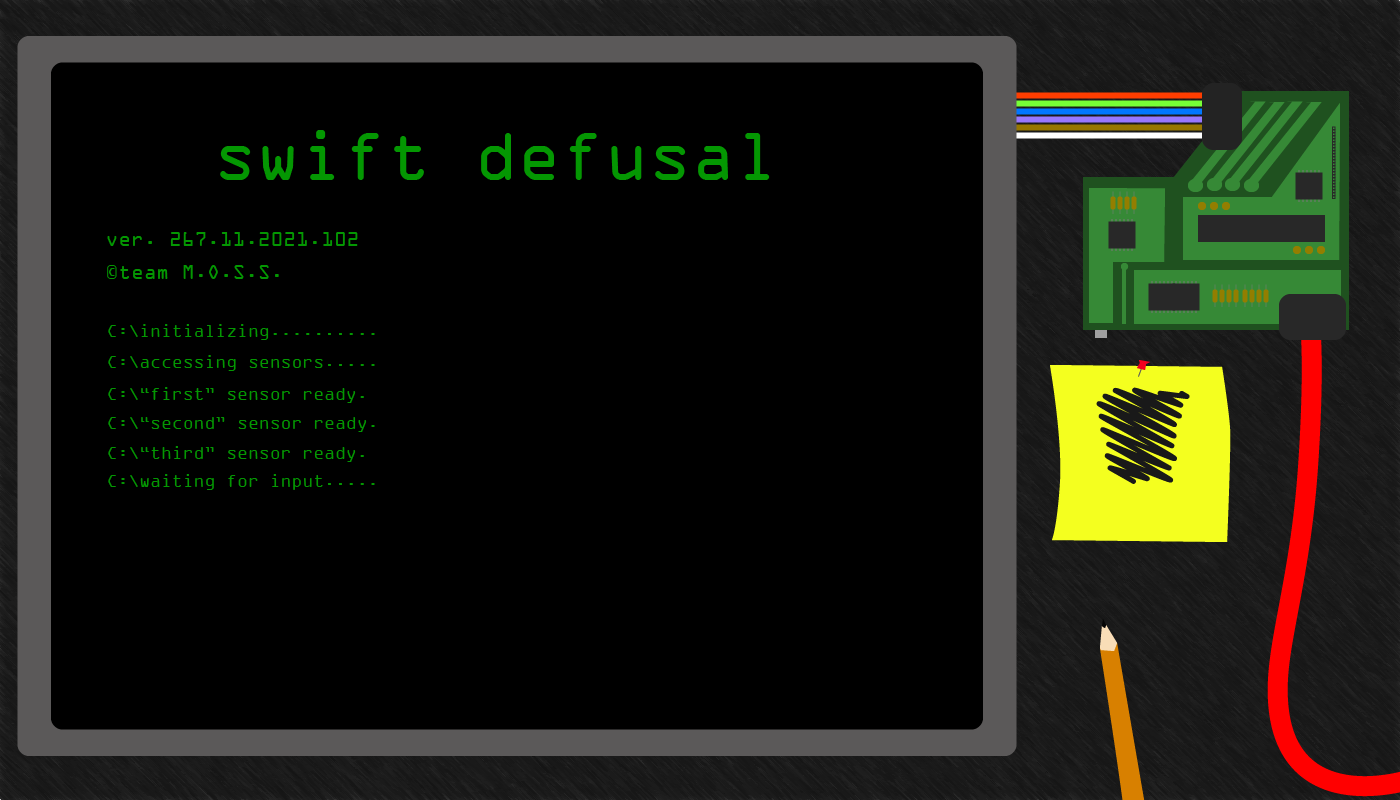 swift defusal
ver. 267.11.2021.102
©team M.O.S.S.
C:\initializing..........
C:\accessing sensors.....
C:\“first” sensor ready.
C:\“second” sensor ready.
C:\“third” sensor ready.
C:\waiting for input.....